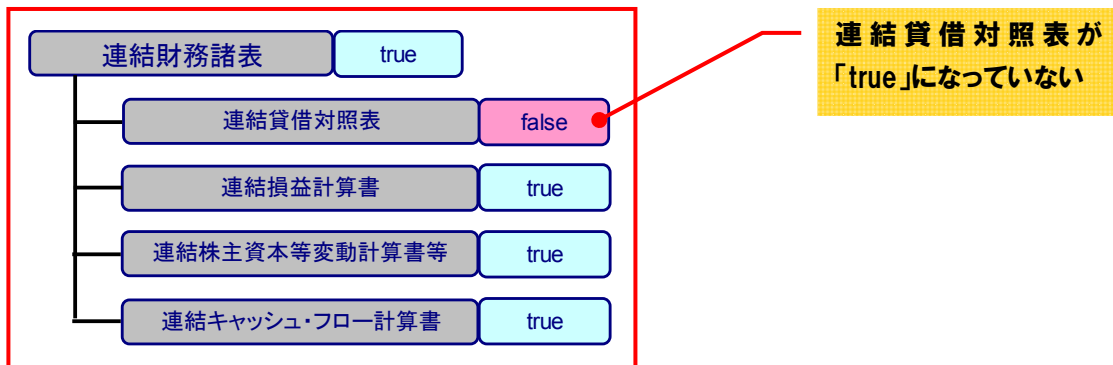 連結財務諸表 true
連結貸借対照表 false
連結損益計算書 true
連結株主資本等変動計算書等 true
連結キャッシュ・フロー計算書 true
連結貸借対照表が
「true」になっていない